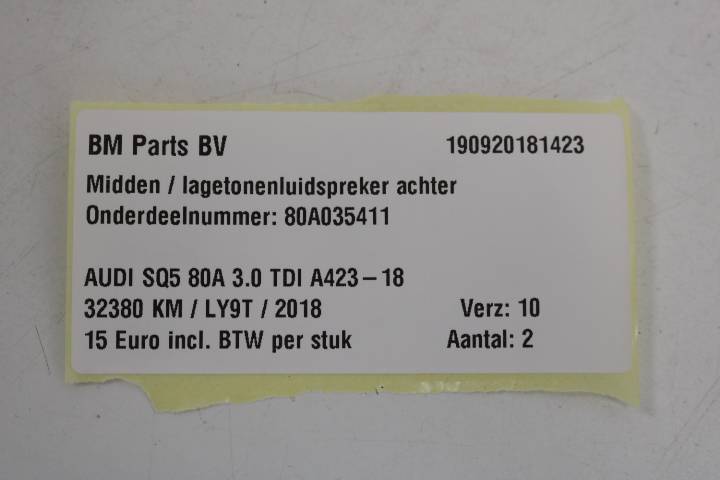 BM Parts BV 190920181423
Midden / lagetonenluidspreker achter
Onderdeelnummer: 80A035411
AUDI SQ5 80A 3.0 TDI A423-18
32380 KM / LY9T / 2018 Verz: 10
15 Euro incl. BTW per stuk Aantal: 2